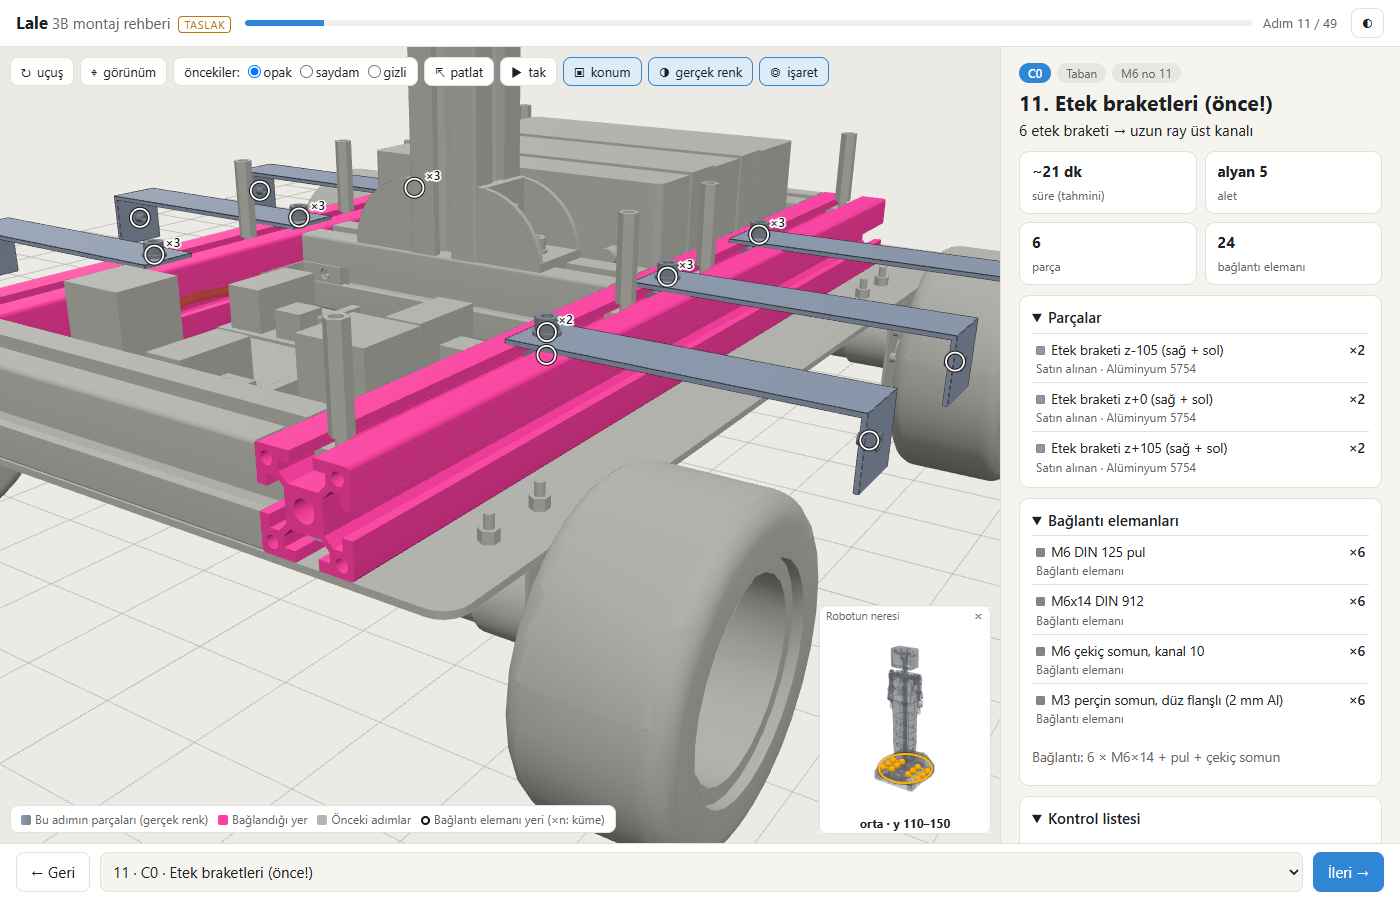 Lale 3B montaj rehberi TASLAK
Adım 11 / 49
↻ uçuş
⌖ görünüm
öncekiler: opak saydam gizli
⇱ patlat
▶ tak
▣ konum
◑ gerçek renk
◎ işaret
×3
×3
×3
×3
×3
×2
C0 Taban M6 no 11
11. Etek braketleri (önce!)
6 etek braketi → uzun ray üst kanalı
~21 dk
süre (tahmini)
alyan 5
alet
6
parça
24
bağlantı elemanı
▼ Parçalar
Etek braketi z-105 (sağ + sol) ×2
Satın alınan · Alüminyum 5754
Etek braketi z+0 (sağ + sol) ×2
Satın alınan · Alüminyum 5754
Etek braketi z+105 (sağ + sol) ×2
Satın alınan · Alüminyum 5754
▼ Bağlantı elemanları
M6 DIN 125 pul ×6
Bağlantı elemanı
M6x14 DIN 912 ×6
Bağlantı elemanı
M6 çekiç somun, kanal 10 ×6
Bağlantı elemanı
M3 perçin somun, düz flanşlı (2 mm Al) ×6
Bağlantı elemanı
Bağlantı: 6 × M6×14 + pul + çekiç somun
▼ Kontrol listesi
Robotun neresi ×
orta · y 110–150
Bu adımın parçaları (gerçek renk) Bağlandığı yer Önceki adımlar Bağlantı elemanı yeri (×n: küme)
← Geri
11 · C0 · Etek braketleri (önce!)
İleri →